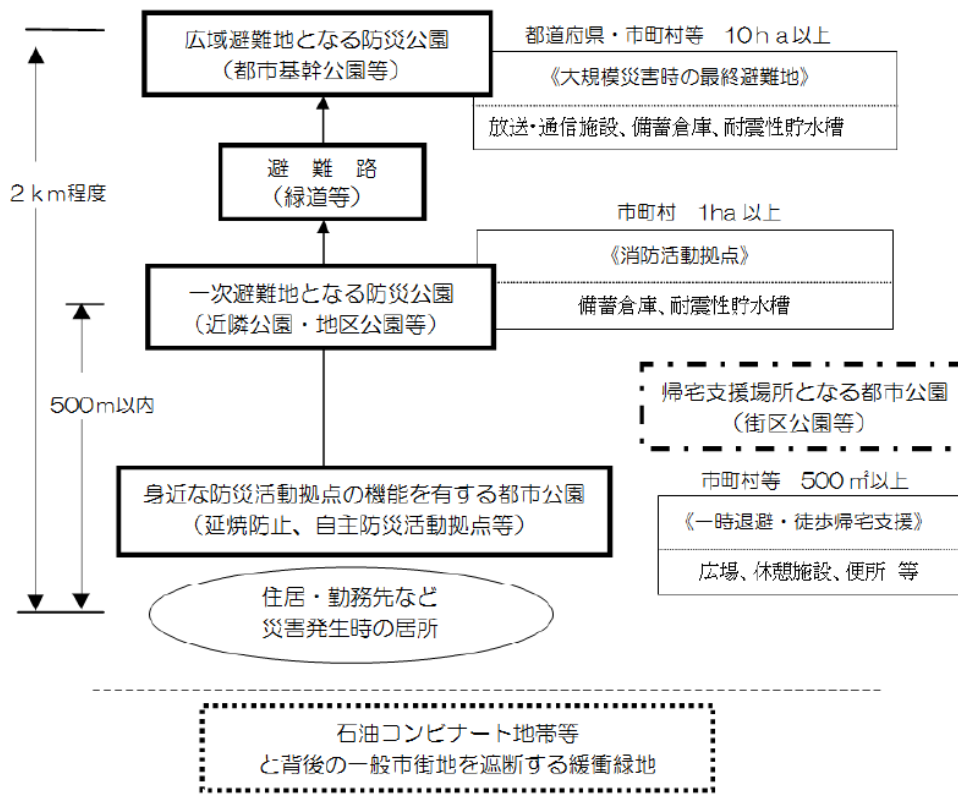 広域避難地となる防災公園
(都市基幹公園等)
都道府県・市町村等 10ha以上
《大規模災害時の最終避難地》
放送・通信施設、備蓄倉庫、耐震性貯水槽
避 難 路
(緑道等)
2km程度
市町村 1ha以上
《消防活動拠点》
備蓄倉庫、耐震性貯水槽
一次避難地となる防災公園
(近隣公園・地区公園等)
500m以内
帰宅支援場所となる都市公園
(街区公園等)
市町村等 500㎡以上
《一時退避・徒歩帰宅支援》
広場、休憩施設、便所 等
身近な防災活動拠点の機能を有する都市公園
(延焼防止、自主防災活動拠点等)
住居・勤務先など
災害発生時の居所
石油コンビナート地帯等
と背後の一般市街地を遮断する緩衝緑地